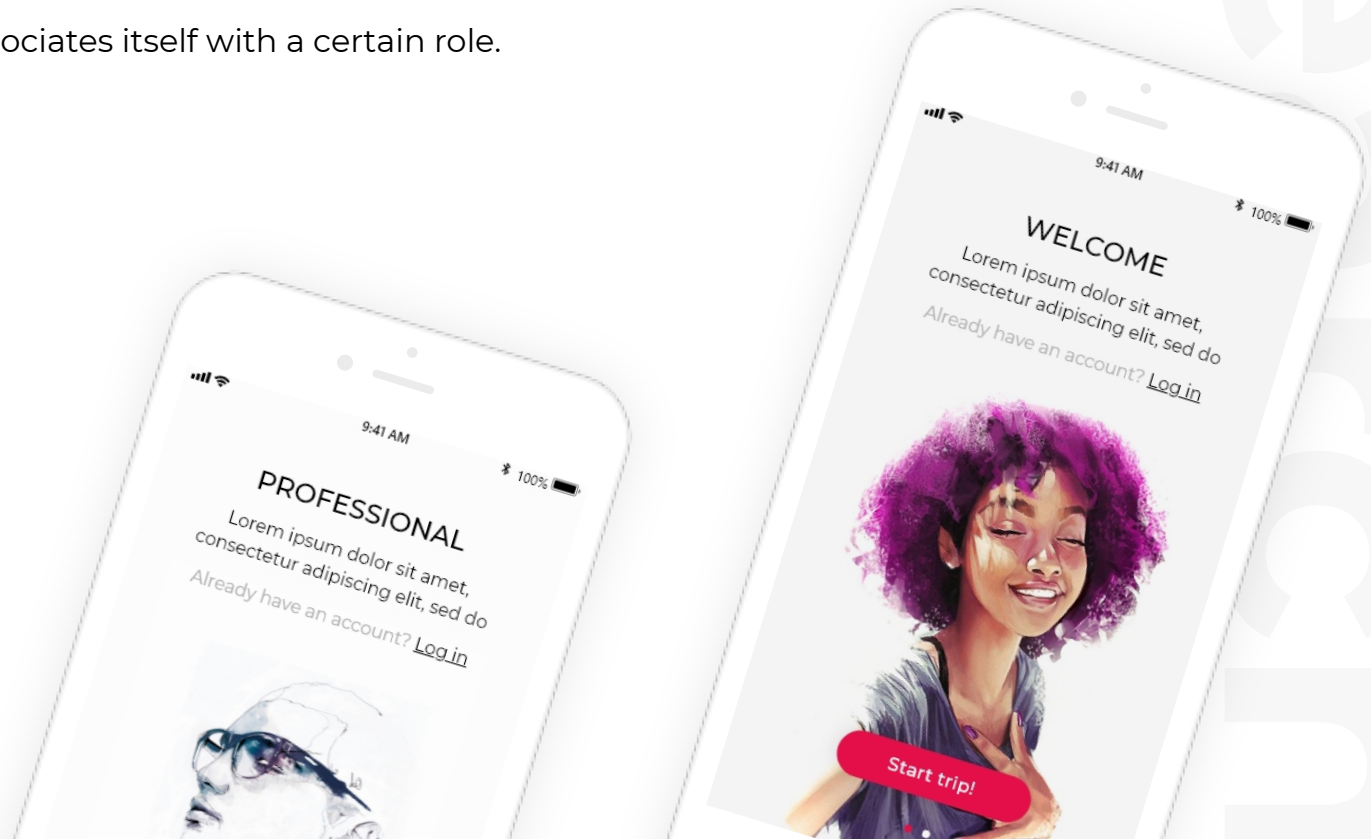 ociates itself with a certain role.
9:41 AM
100%
PROFESSIONAL
Lorem ipsum dolor sit amet,
consectetur adipiscing elit, sed do
Already have an account? Log in
9:41 AM
100%
WELCOME
Lorem ipsum dolor sit amet,
consectetur adipiscing elit, sed do
Already have an account? Log in
Start trip!